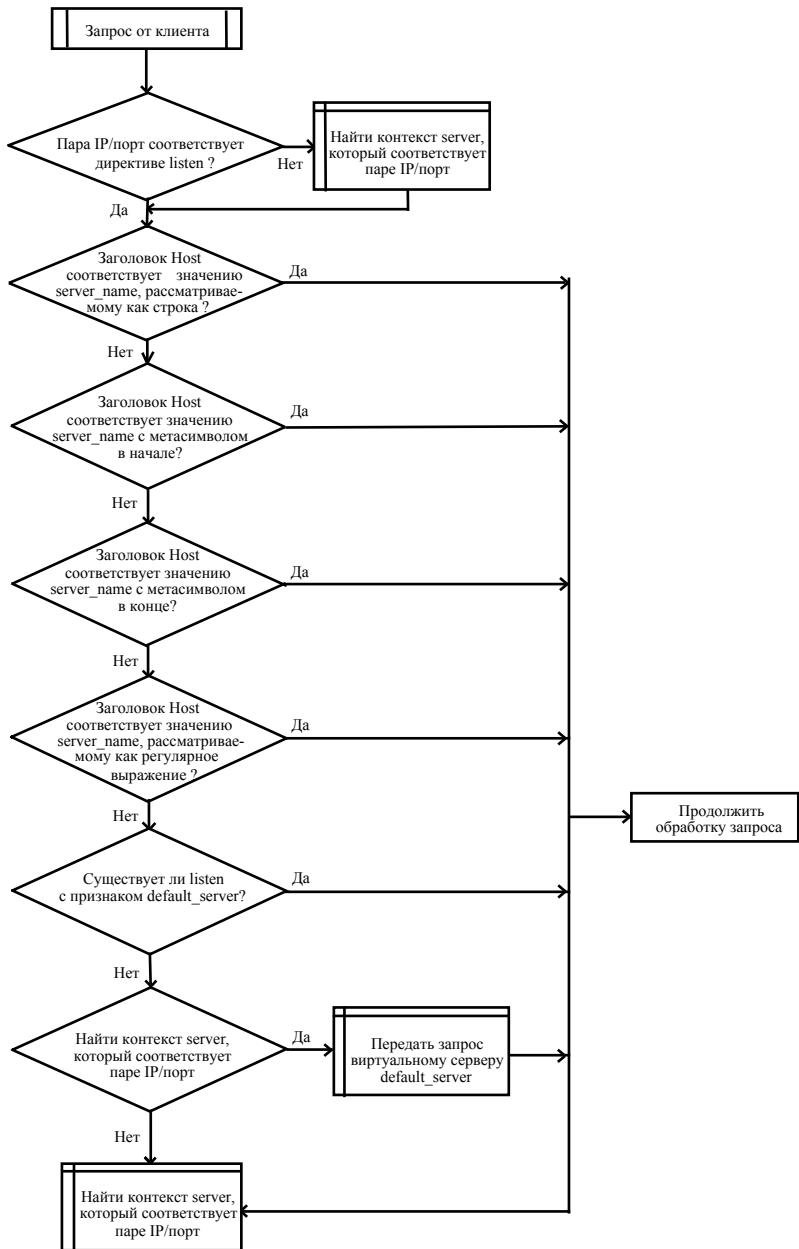 Запрос от клиента
Пара IP/порт соответствует
директиве listen ?
Нет
Найти контекст server,
который соответствует
паре IP/порт
Да
Заголовок Host
соответствует значению
server_name, рассматривае-
мому как строка ?
Да
Нет
Заголовок Host
соответствует значению
server_name с метасимволом
в начале?
Да
Нет
Заголовок Host
соответствует значению
server_name с метасимволом
в конце?
Да
Нет
Заголовок Host
соответствует значению
server_name, рассматривае-
мому как регулярное
выражение ?
Да
Нет
Продолжить
обработку запроса
Существует ли listen
с признаком default_server?
Да
Нет
Найти контекст server,
который соответствует
паре IP/порт
Да
Передать запрос
виртуальному серверу
default_server
Нет
Найти контекст server,
который соответствует
паре IP/порт